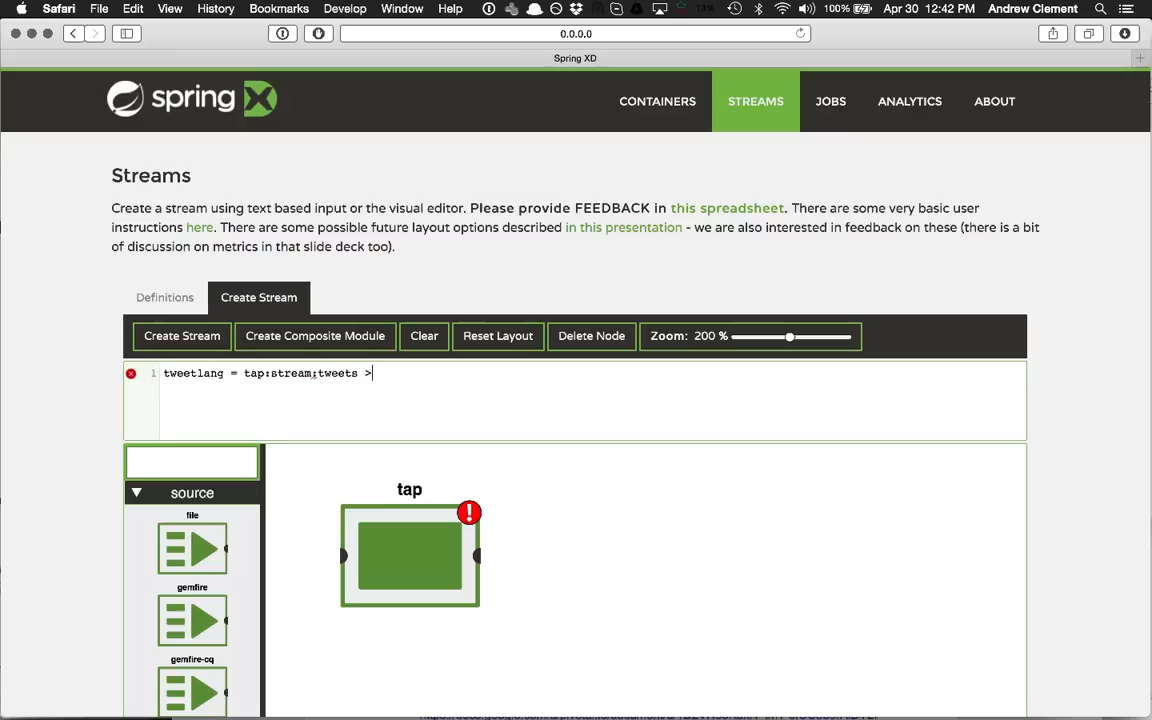 Safari File Edit View History Bookmarks Develop Window Help 13% 100% Apr 30 12:42 PM Andrew Clement
0.0.0.0
Spring XD
spring X CONTAINERS STREAMS JOBS ANALYTICS ABOUT
Streams
Create a stream using text based input or the visual editor. Please provide FEEDBACK in this spreadsheet. There are some very basic user
instructions here. There are some possible future layout options described in this presentation - we are also interested in feedback on these (there is a bit
of discussion on metrics in that slide deck too).
Definitions Create Stream
Create Stream Create Composite Module Clear Reset Layout Delete Node Zoom: 200 %
1 tweetlang = tap:stream:tweets >
tap
source
file
gemfire
gemfire-cq